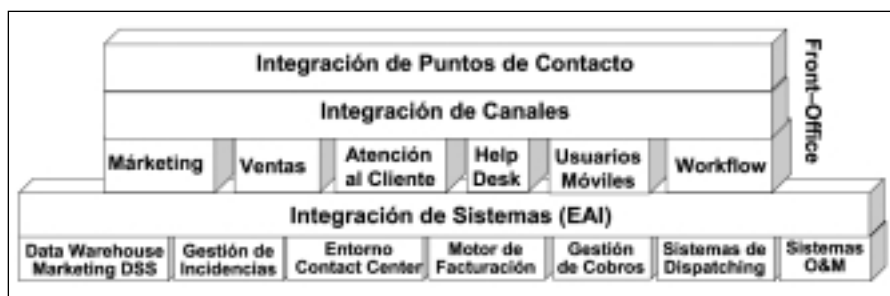 Integración de Puntos de Contacto
Integración de Canales
Front-Office
Márketing
Ventas
Atención
al Cliente
Help
Desk
Usuarios
Móviles
Workflow
Integración de Sistemas (EAI)
Data Warehouse
Marketing DSS
Gestión de
Incidencias
Entorno
Contact Center
Motor de
Facturación
Gestión
de Cobros
Sistemas de
Dispatching
Sistemas
O&M